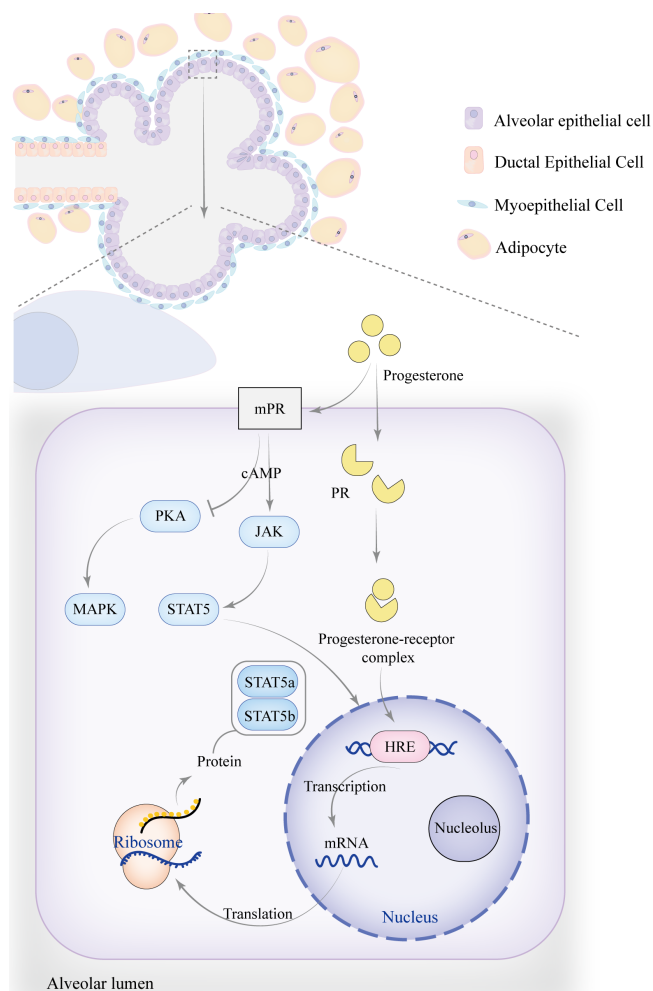 Alveolar epithelial cell
Ductal Epithelial Cell
Myoepithelial Cell
Adipocyte
Progesterone
mPR
cAMP
PR
PKA
JAK
MAPK
STAT5
Progesterone-receptor
complex
STAT5a
STAT5b
HRE
Protein
Transcription
Nucleolus
Ribosome
mRNA
Translation
Nucleus
Alveolar lumen